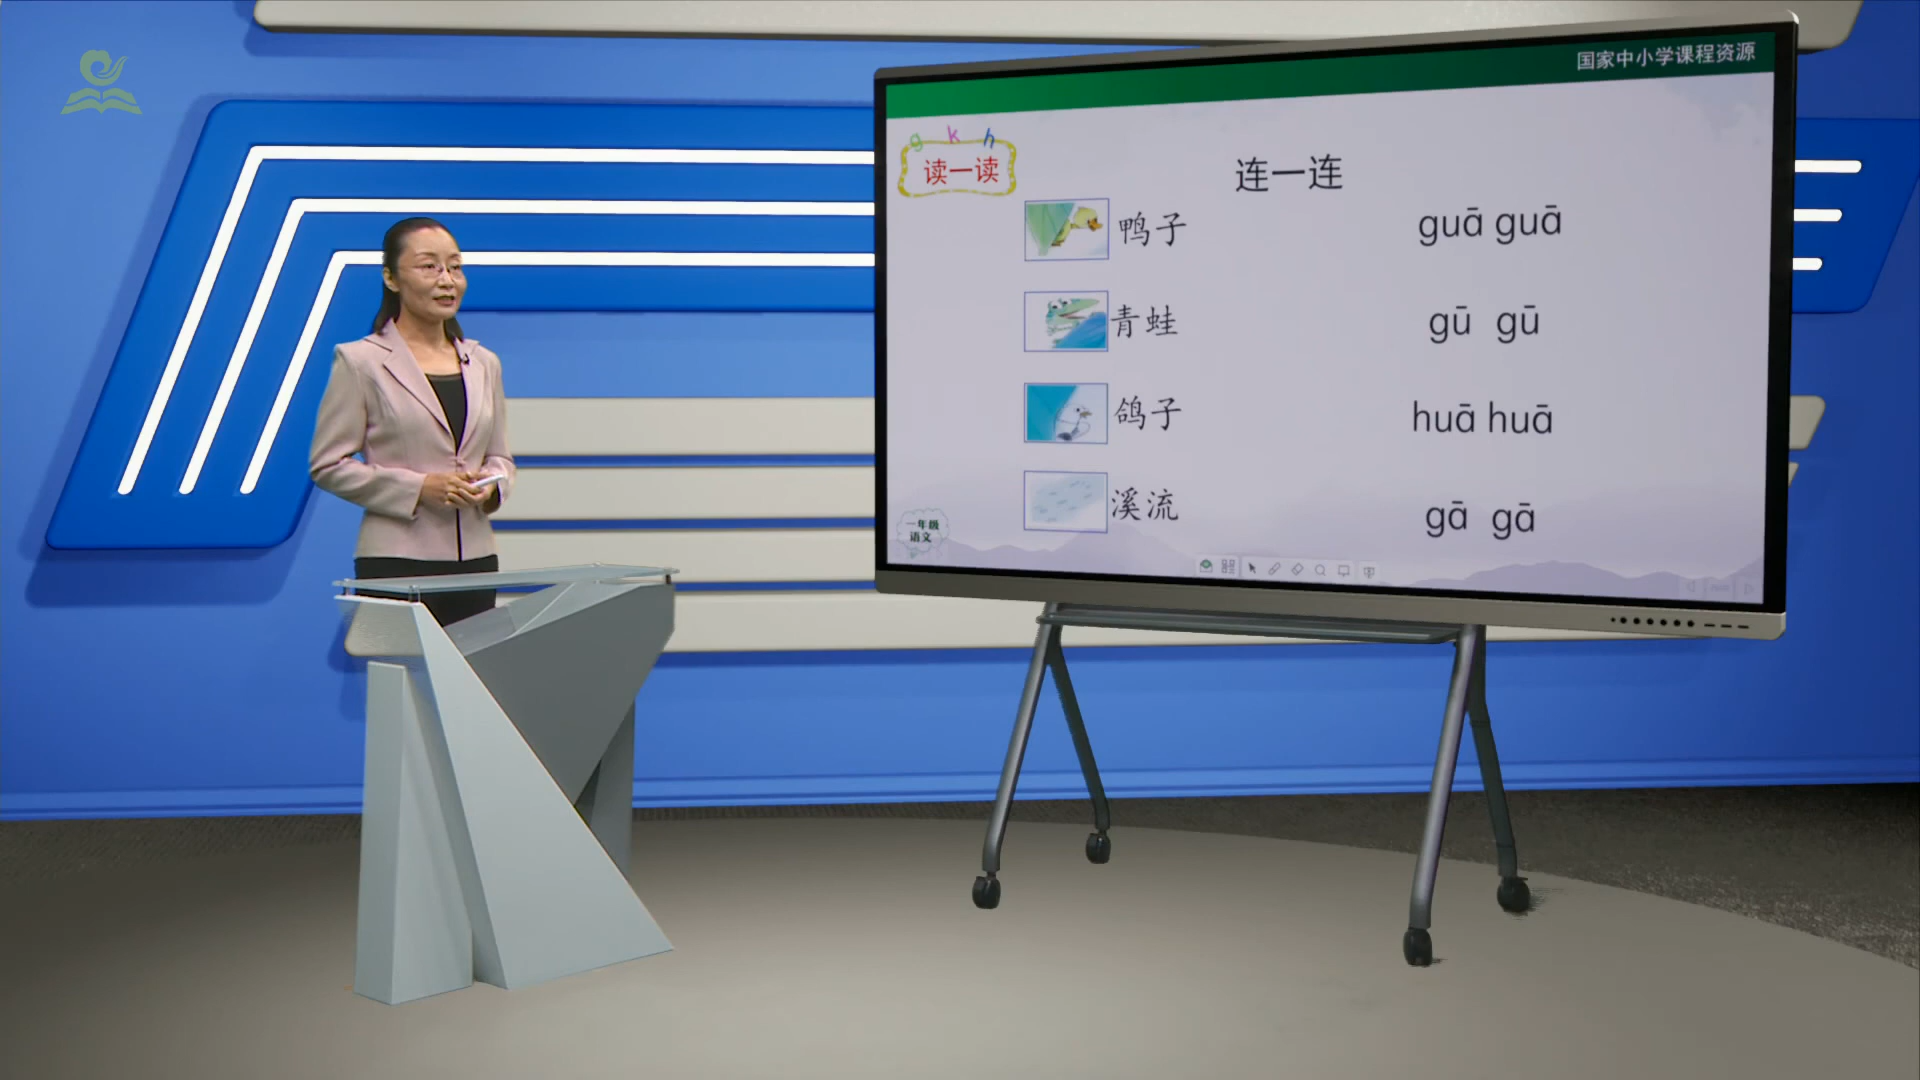 国家中小学课程资源
g k h
读一读
连一连
鸭子 guā guā
青蛙 gū gū
鸽子 huā huā
溪流 gā gā
一年级
语文